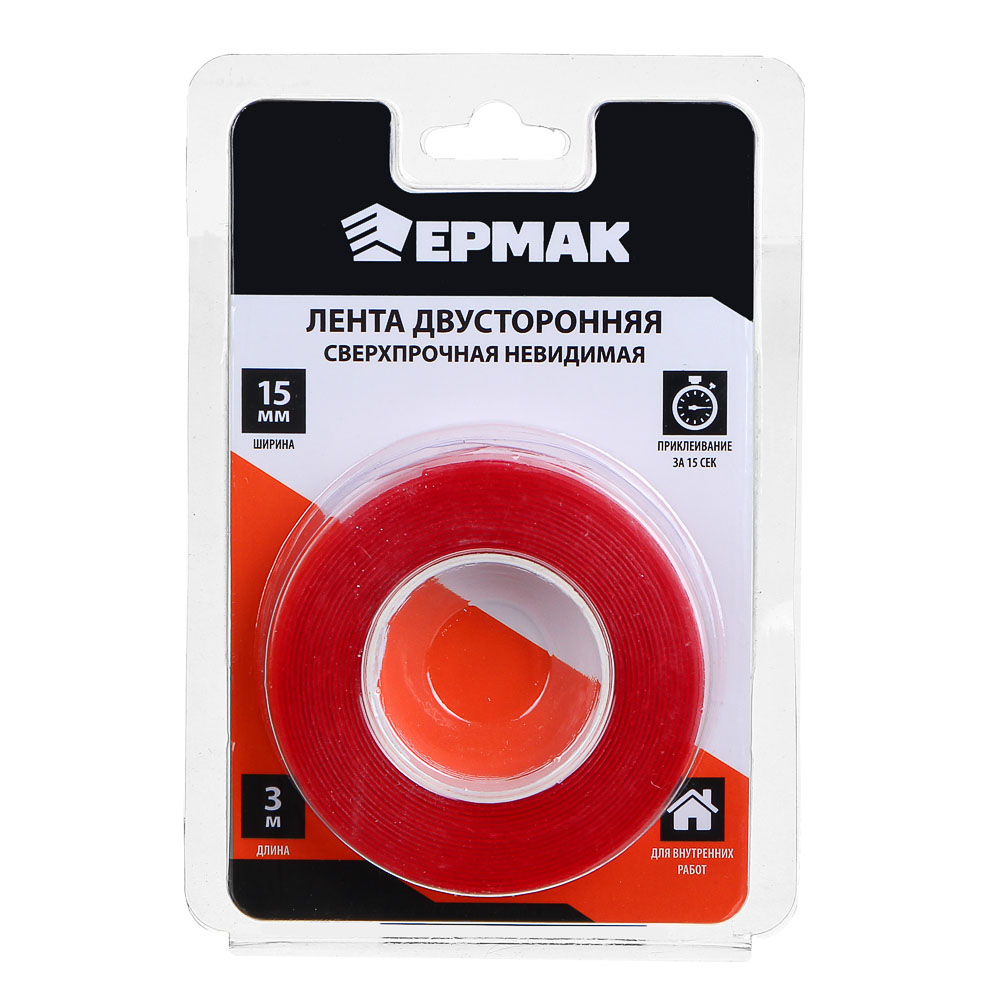 ЕРМАК
ЛЕНТА ДВУСТОРОННЯЯ
СВЕРХПРОЧНАЯ НЕВИДИМАЯ
15
ММ
ШИРИНА
ПРИКЛЕИВАНИЕ
ЗА 15 СЕК
3
М
ДЛИНА
ДЛЯ ВНУТРЕННИХ
РАБОТ